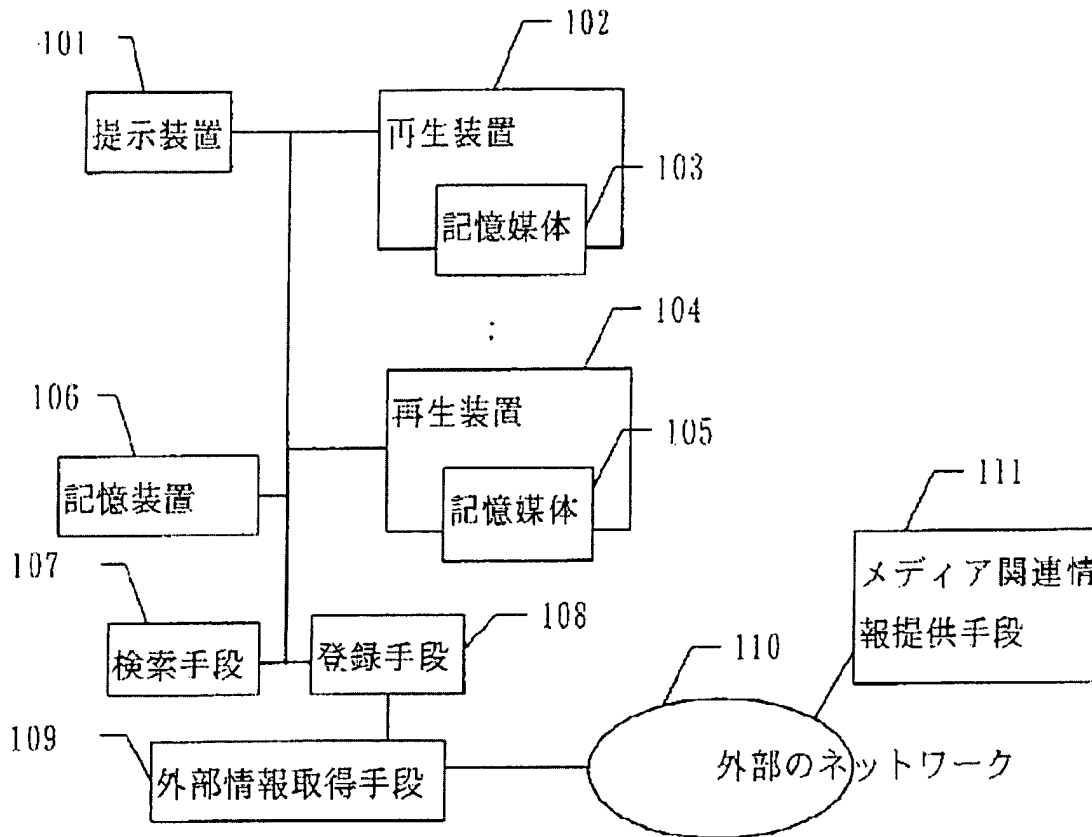 101
提示装置
102
再生装置
103
記憶媒体
104
再生装置
105
記憶媒体
106
記憶装置
107
検索手段
108
登録手段
109
外部情報取得手段
110
外部のネットワーク
111
メディア関連情
報提供手段